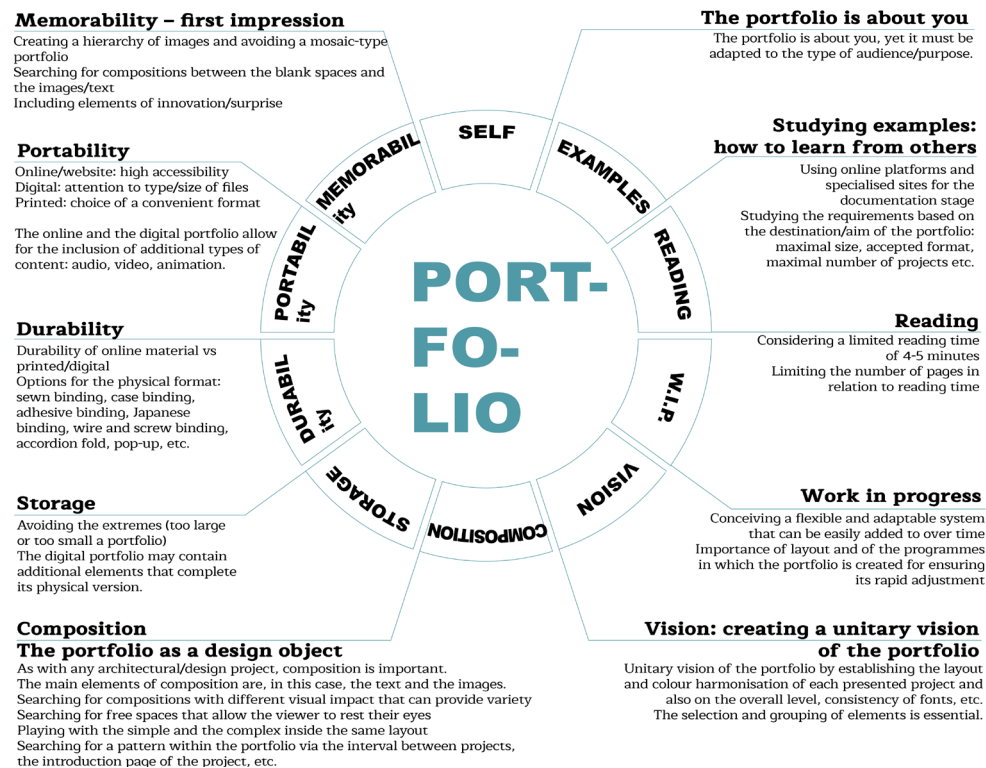 Memorability – first impression
Creating a hierarchy of images and avoiding a mosaic-type
portfolio
Searching for compositions between the blank spaces and
the images/text
Including elements of innovation/surprise
Portability
Online/website: high accessibility
Digital: attention to type/size of files
Printed: choice of a convenient format
The online and the digital portfolio allow
for the inclusion of additional types of
content: audio, video, animation.
Durability
Durability of online material vs
printed/digital
Options for the physical format:
sewn binding, case binding,
adhesive binding, Japanese
binding, wire and screw binding,
accordion fold, pop-up, etc.
Storage
Avoiding the extremes (too large
or too small a portfolio)
The digital portfolio may contain
additional elements that complete
its physical version.
Composition
The portfolio as a design object
As with any architectural/design project, composition is important.
The main elements of composition are, in this case, the text and the images.
Searching for compositions with different visual impact that can provide variety
Searching for free spaces that allow the viewer to rest their eyes
Playing with the simple and the complex inside the same layout
Searching for a pattern within the portfolio via the interval between projects,
the introduction page of the project, etc.
SELF
EXAMPLES
READING
W.I.P.
VISION
COMPOSITION
STORAGE
DURABIL
ity
PORTABIL
ity
MEMORABIL
ity
PORT-
FO-
LIO
The portfolio is about you
The portfolio is about you, yet it must be
adapted to the type of audience/purpose.
Studying examples:
how to learn from others
Using online platforms and
specialised sites for the
documentation stage
Studying the requirements based on
the destination/aim of the portfolio:
maximal size, accepted format,
maximal number of projects etc.
Reading
Considering a limited reading time
of 4-5 minutes
Limiting the number of pages in
relation to reading time
Work in progress
Conceiving a flexible and adaptable system
that can be easily added to over time
Importance of layout and of the programmes
in which the portfolio is created for ensuring
its rapid adjustment
Vision: creating a unitary vision
of the portfolio
Unitary vision of the portfolio by establishing the layout
and colour harmonisation of each presented project and
also on the overall level, consistency of fonts, etc.
The selection and grouping of elements is essential.